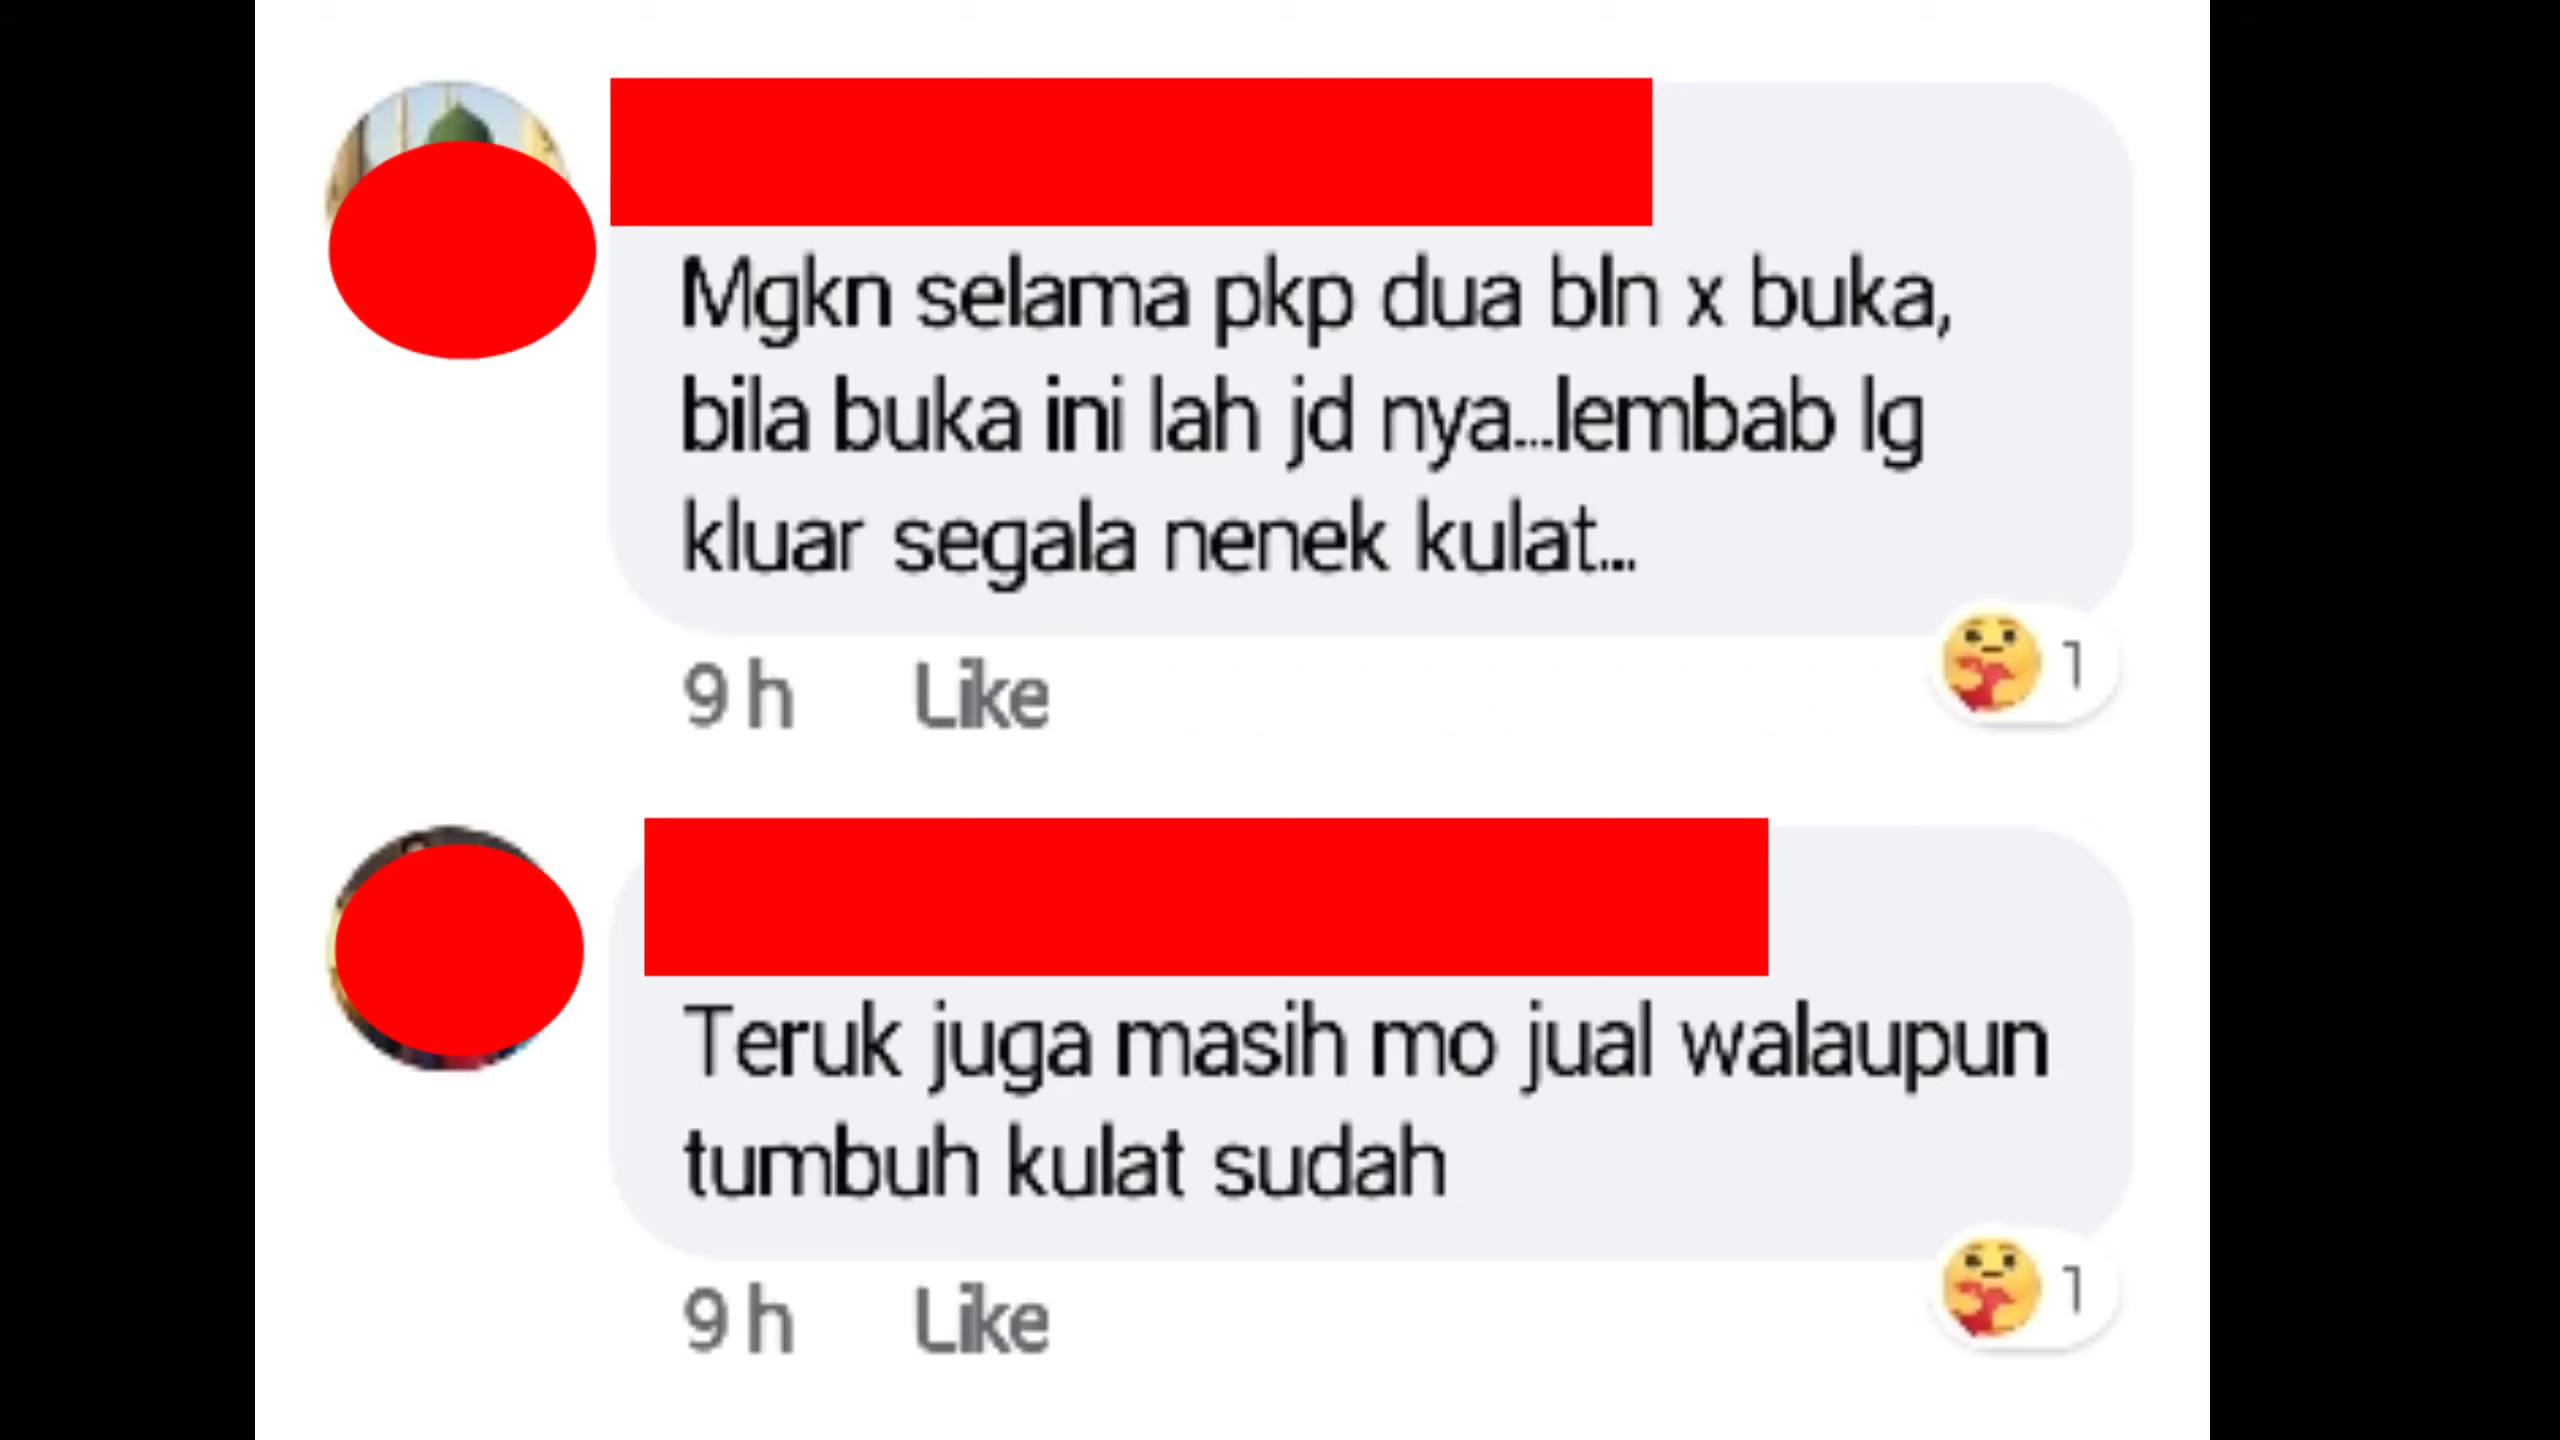 Mgkn selama pkp dua bln x buka,
bila buka ini lah jd nya...lembab lg
kluar segala nenek kulat...
9 h Like
1
Teruk juga masih mo jual walaupun
tumbuh kulat sudah
9 h Like
1